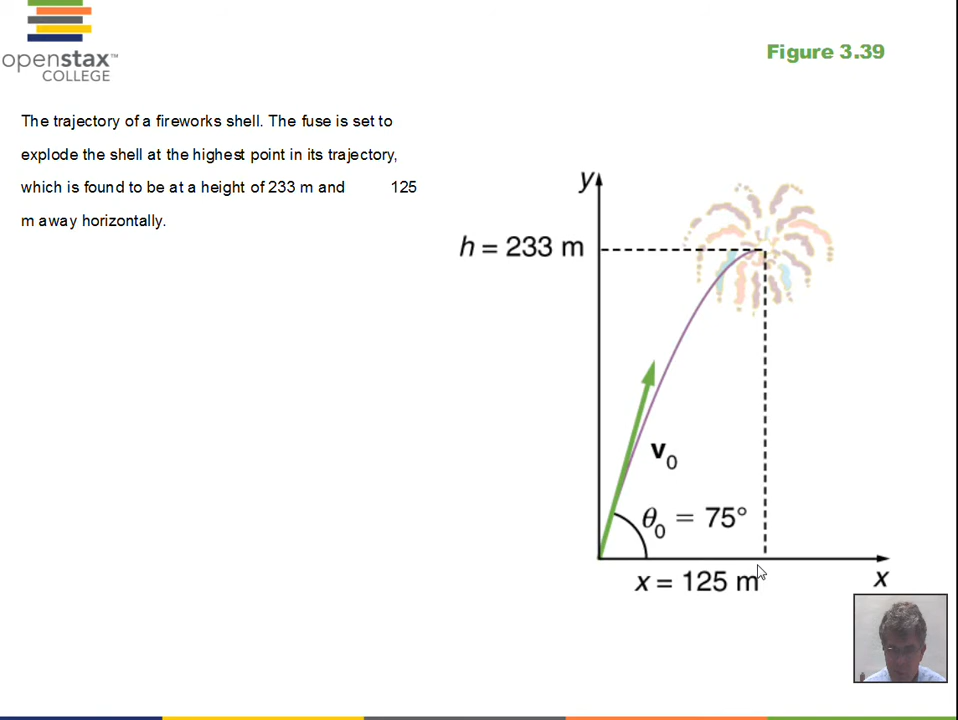 openstax™
COLLEGE
Figure 3.39
The trajectory of a fireworks shell. The fuse is set to
explode the shell at the highest point in its trajectory,
which is found to be at a height of 233 m and 125
m away horizontally.
y
h = 233 m
v₀
θ₀ = 75°
x = 125 m
x